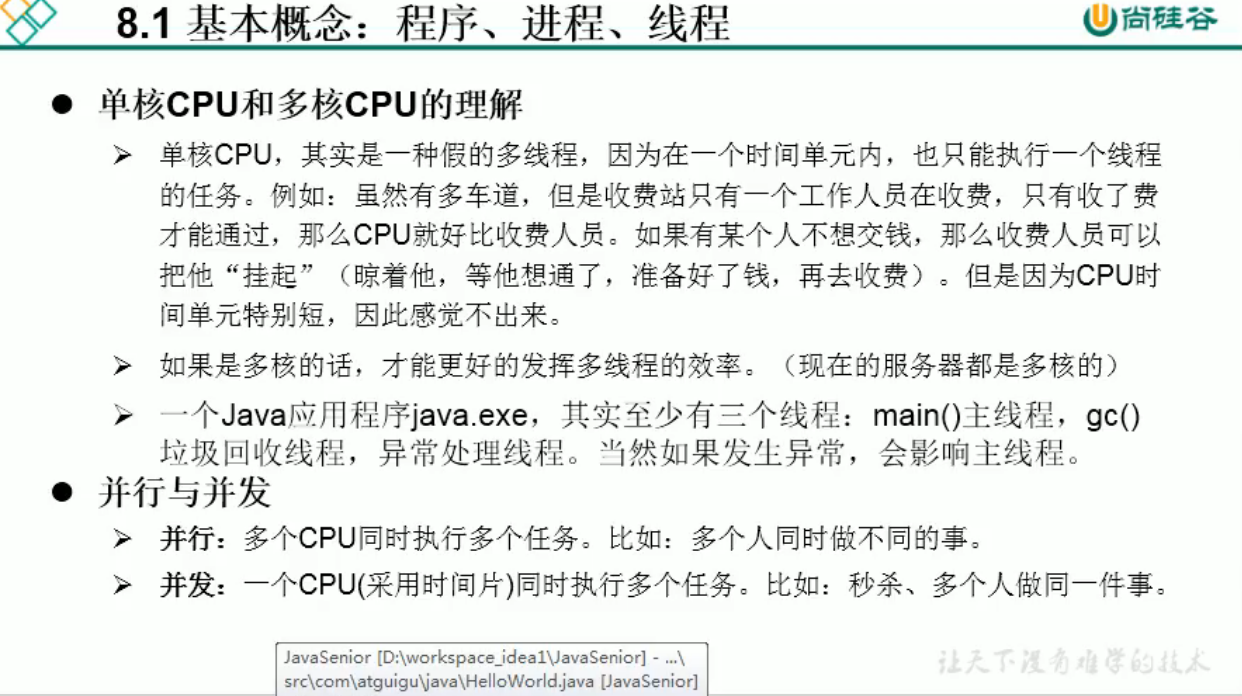 8.1 基本概念：程序、进程、线程
尚硅谷
● 单核CPU和多核CPU的理解
➢ 单核CPU，其实是一种假的多线程，因为在一个时间单元内，也只能执行一个线程
的任务。例如：虽然有多车道，但是收费站只有一个工作人员在收费，只有收了费
才能通过，那么CPU就好比收费人员。如果有某个人不想交钱，那么收费人员可以
把他“挂起”（晾着他，等他想通了，准备好了钱，再去收费）。但是因为CPU时
间单元特别短，因此感觉不出来。
➢ 如果是多核的话，才能更好的发挥多线程的效率。（现在的服务器都是多核的）
➢ 一个Java应用程序java.exe，其实至少有三个线程：main()主线程，gc()
垃圾回收线程，异常处理线程。当然如果发生异常，会影响主线程。
● 并行与并发
➢ 并行：多个CPU同时执行多个任务。比如：多个人同时做不同的事。
➢ 并发：一个CPU(采用时间片)同时执行多个任务。比如：秒杀、多个人做同一件事。
JavaSenior [D:\workspace_idea1\JavaSenior] - ...\
src\com\atguigu\java\HelloWorld.java [JavaSenior]
让天下没有难学的技术